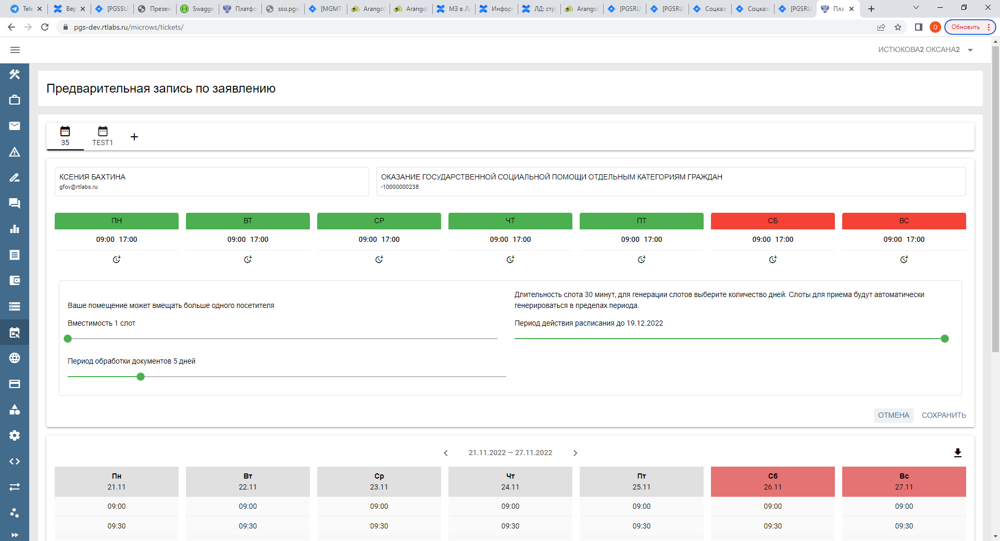 Tele
Вер
[PGSSU
Презен
Swagge
Платфо
sso.pgs
[MGMT
Arango
Arango
МЗ в ЛД
Инфор
ЛД: стр
Arango
[PGSRU
[PGSRU
Соцказ
Соцказ
[PGSRU
Пла
pgs-dev.rtlabs.ru/microws/tickets/
О
Обновить
ИСТЮКОВА2 ОКСАНА2
Предварительная запись по заявлению
35
TEST1
КСЕНИЯ БАХТИНА
gfov@rtlabs.ru
ОКАЗАНИЕ ГОСУДАРСТВЕННОЙ СОЦИАЛЬНОЙ ПОМОЩИ ОТДЕЛЬНЫМ КАТЕГОРИЯМ ГРАЖДАН
-10000000238
ПН ВТ СР ЧТ ПТ СБ ВС
09:00 17:00 09:00 17:00 09:00 17:00 09:00 17:00 09:00 17:00 09:00 17:00 09:00 17:00
Ваше помещение может вмещать больше одного посетителя
Вместимость 1 слот
Длительность слота 30 минут, для генерации слотов выберите количество дней. Слоты для приема будут автоматически
генерироваться в пределах периода.
Период действия расписания до 19.12.2022
Период обработки документов 5 дней
ОТМЕНА СОХРАНИТЬ
21.11.2022 — 27.11.2022
Пн Вт Ср Чт Пт Сб Вс
21.11 22.11 23.11 24.11 25.11 26.11 27.11
09:00 09:00 09:00 09:00 09:00 09:00 09:00
09:30 09:30 09:30 09:30 09:30 09:30 09:30